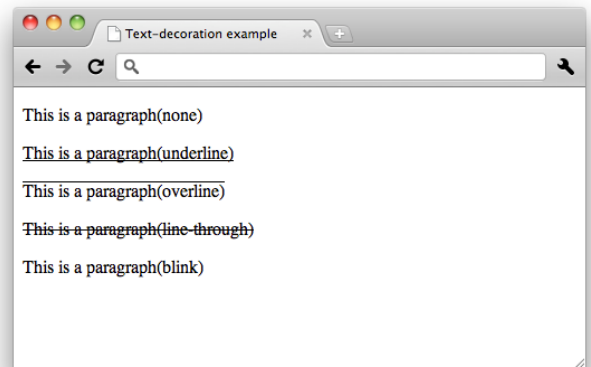 Text-decoration example
This is a paragraph(none)
This is a paragraph(underline)
This is a paragraph(overline)
This is a paragraph(line-through)
This is a paragraph(blink)